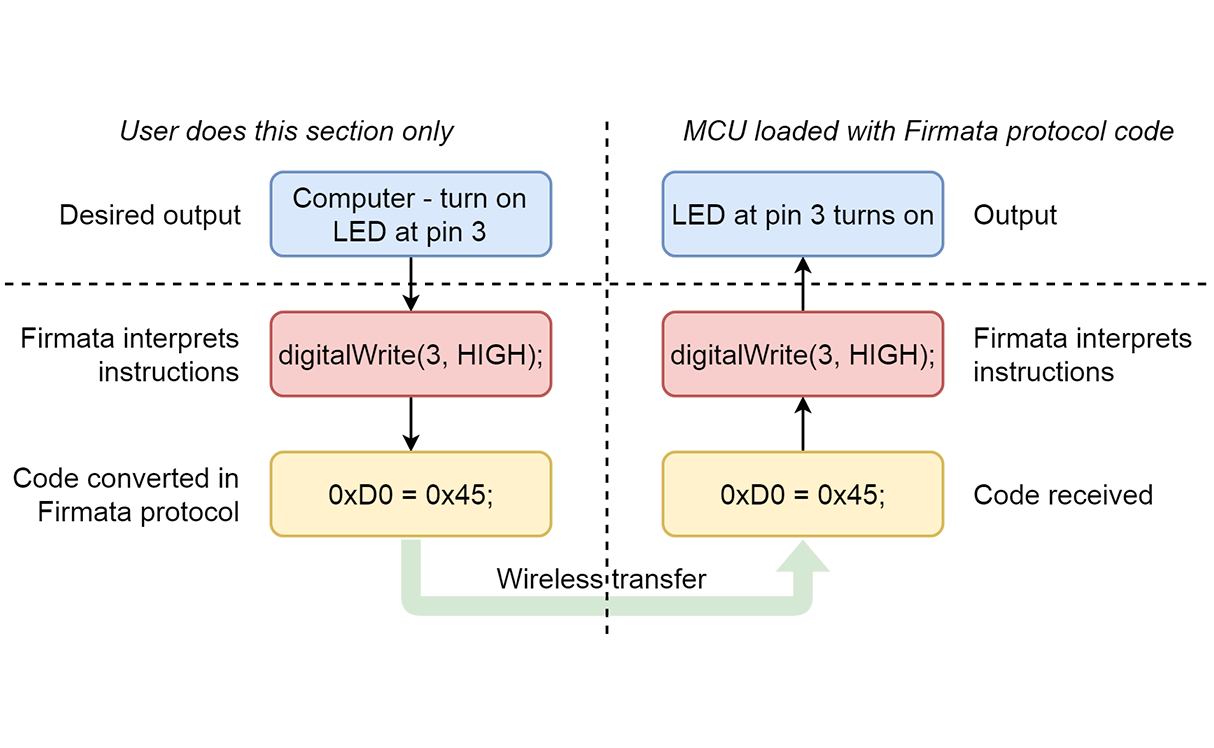 User does this section only
MCU loaded with Firmata protocol code
Desired output
Computer - turn on
LED at pin 3
LED at pin 3 turns on
Output
Firmata interprets
instructions
digitalWrite(3, HIGH);
digitalWrite(3, HIGH);
Firmata interprets
instructions
Code converted in
Firmata protocol
0xD0 = 0x45;
0xD0 = 0x45;
Code received
Wireless transfer